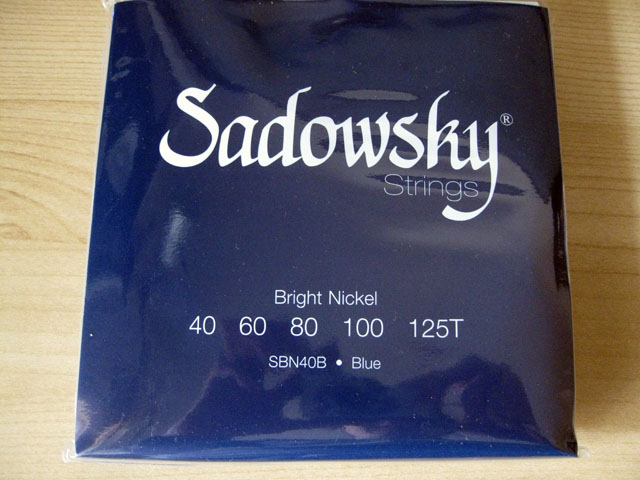 Sadowsky®
Strings
Bright Nickel
40 60 80 100 125T
SBN40B • Blue